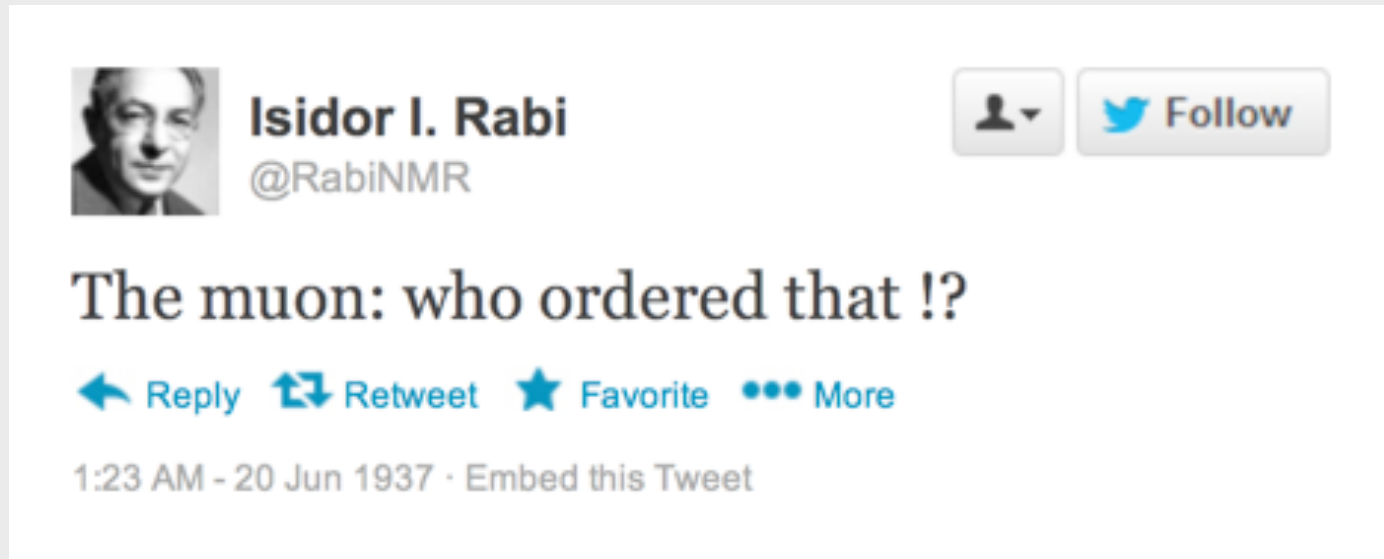 Isidor I. Rabi
@RabiNMR
Follow
The muon: who ordered that !?
Reply Retweet Favorite More
1:23 AM - 20 Jun 1937 · Embed this Tweet